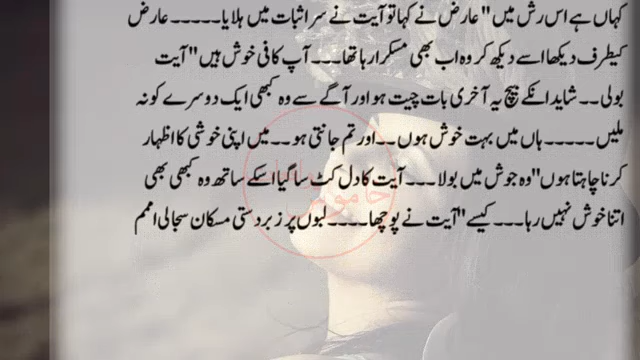 کہاں ہے اس رش میں " عارض نے کہا تو آیت نے سر اثبات میں ہلایا۔۔۔۔۔ عارض
کیطرف دیکھا اسے دیکھ کر وہ اب بھی مسکرا رہا تھا۔۔۔ آپ کافی خوش ہیں " آیت
بولی۔۔ شاید انکے بیچ یہ آخری بات چیت ہو اور آگے سے وہ کبھی ایک دوسرے کو نہ
ملیں۔۔۔۔۔ ہاں میں بہت خوش ہوں۔۔ اور تم جانتی ہو۔۔ میں اپنی خوشی کا اظہار
کرنا چاہتا ہوں " وہ جوش میں بولا۔۔۔ آیت کا دل کٹ سا گیا اسکے ساتھ وہ کبھی بھی
اتنا خوش نہیں رہا۔۔۔ کیسے " آیت نے پوچھا۔۔۔۔ لبوں پر زبردستی مسکان سجالی اممم